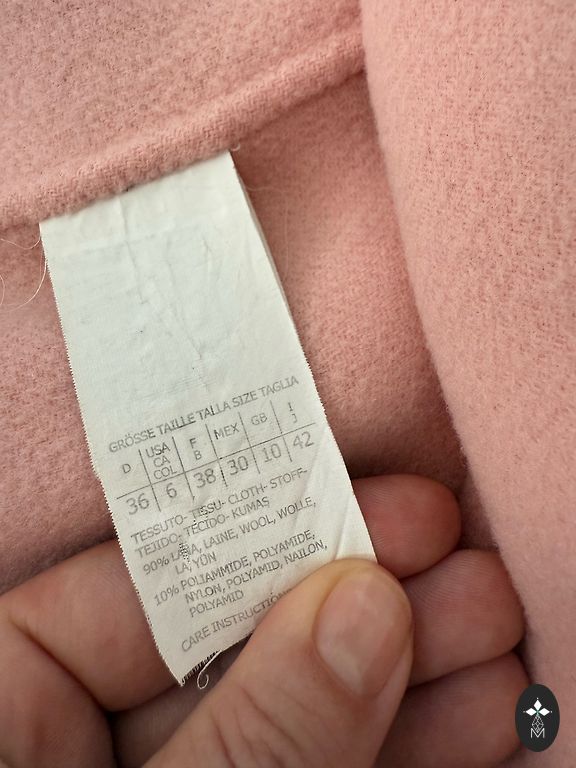 GRÖSSE TAILLE TALLA SIZE TAGLIA
D USA CA COL F B MEX GB I J
36 6 38 30 10 42
TESSUTO- TISSU- CLOTH- STOFF-
TEJIDO- TECIDO- KUMAŞ
90% LANA, LAINE, WOOL, WOLLE,
LA, YÜN
10% POLIAMMIDE, POLYAMIDE,
NYLON, POLYAMID, NAILON,
POLYAMID
CARE INSTRUCTIONS
M